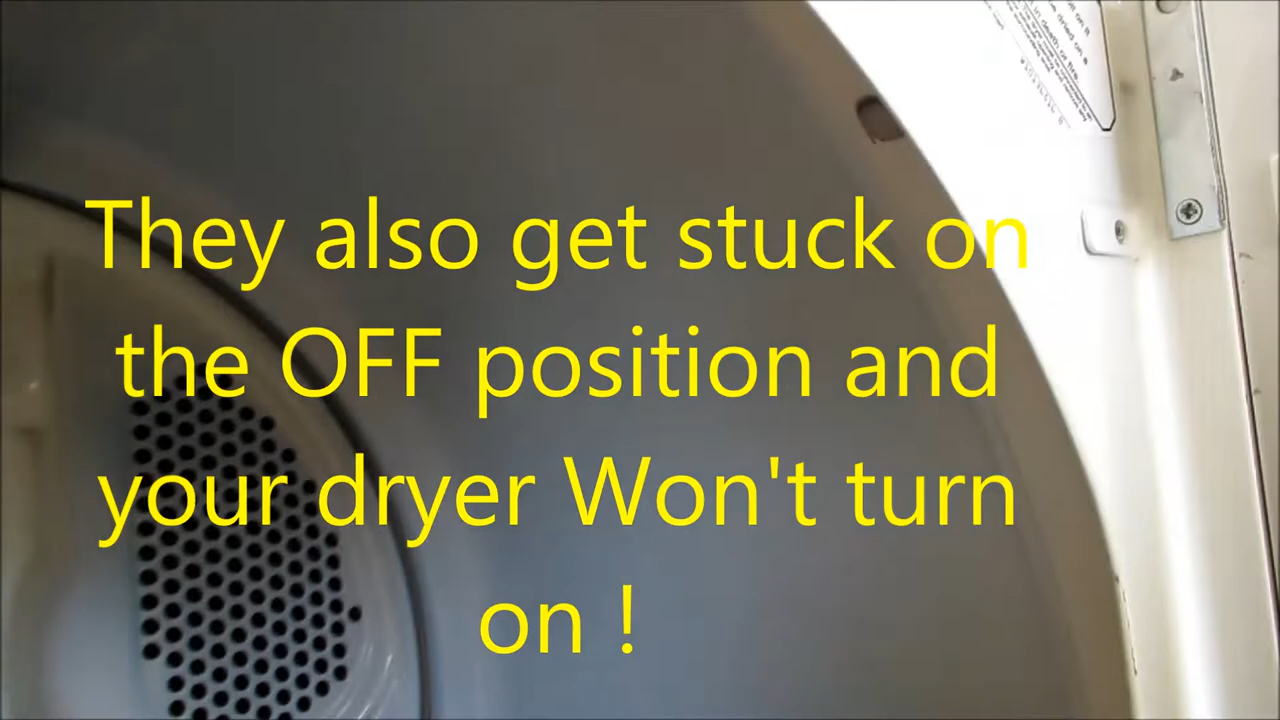 They also get stuck on
the OFF position and
your dryer Won't turn
on !